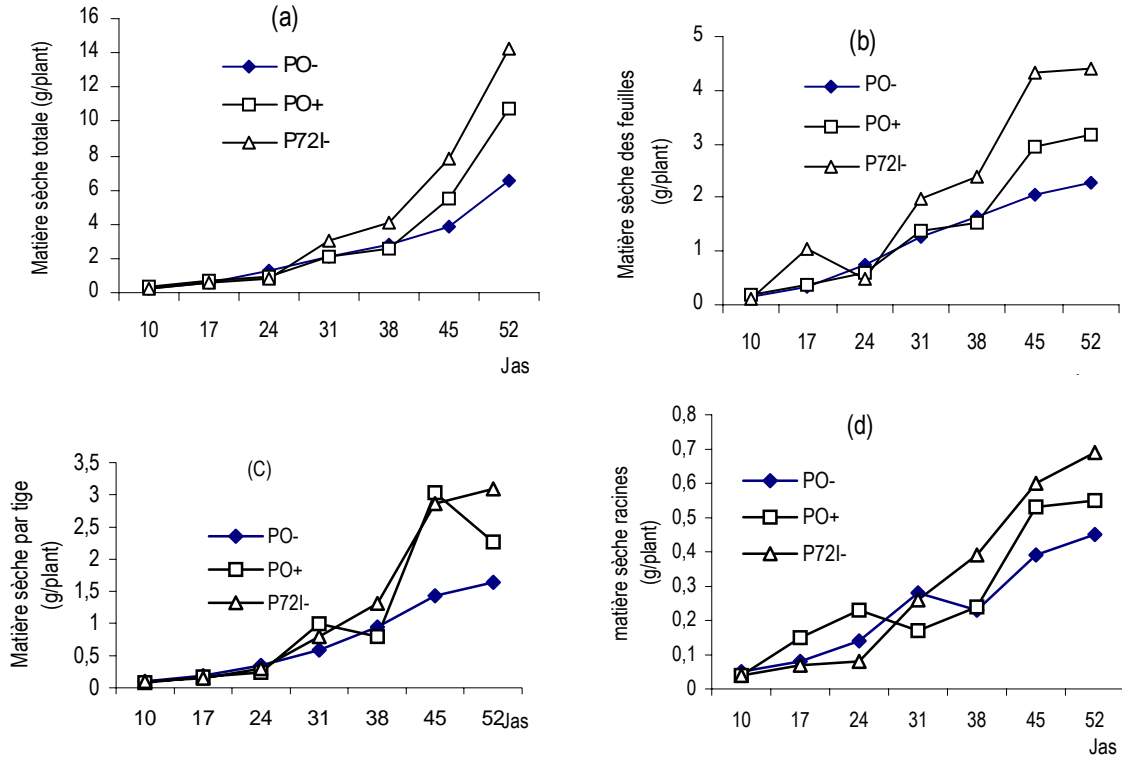 (a)
Matière sèche totale (g/plant)
16
14
12
10
8
6
4
2
0
PO-
PO+
P72I-
10 17 24 31 38 45 52
Jas
(b)
Matière sèche des feuilles
(g/plant)
5
4
3
2
1
0
PO-
PO+
P72I-
10 17 24 31 38 45 52
(C)
Matière sèche par tige
(g/plant)
3,5
3
2,5
2
1,5
1
0,5
0
PO-
PO+
P72I-
10 17 24 31 38 45 52 Jas
(d)
matière sèche racines
(g/plant)
0,8
0,7
0,6
0,5
0,4
0,3
0,2
0,1
0
PO-
PO+
P72I-
10 17 24 31 38 45 52
Jas